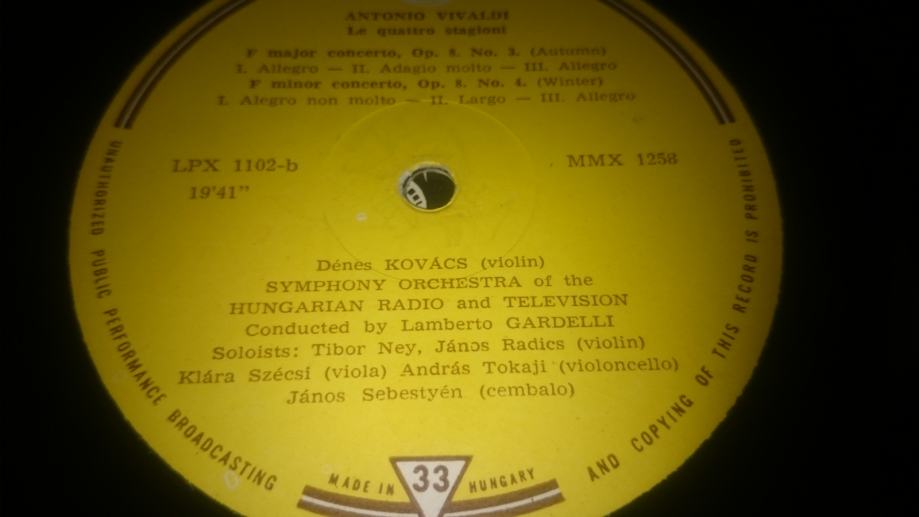 ANTONIO VIVALDI
Le quattro stagioni
F major concerto, Op. 8. No. 3. (Autumn)
I. Allegro — II. Adagio molto — III. Allegro
F minor concerto, Op. 8. No. 4. (Winter)
I. Alegro non molto — II. Largo — III. Allegro
LPX 1102-b
19'41"
MMX 1258
Dénes KOVÁCS (violin)
SYMPHONY ORCHESTRA of the
HUNGARIAN RADIO and TELEVISION
Conducted by Lamberto GARDELLI
Soloists: Tibor Ney, János Radics (violin)
Klára Szécsi (viola) András Tokaji (violoncello)
János Sebestyén (cembalo)
UNAUTHORIZED PUBLIC PERFORMANCE BROADCASTING AND COPYING OF THIS RECORD IS PROHIBITED
MADE IN 33 HUNGARY